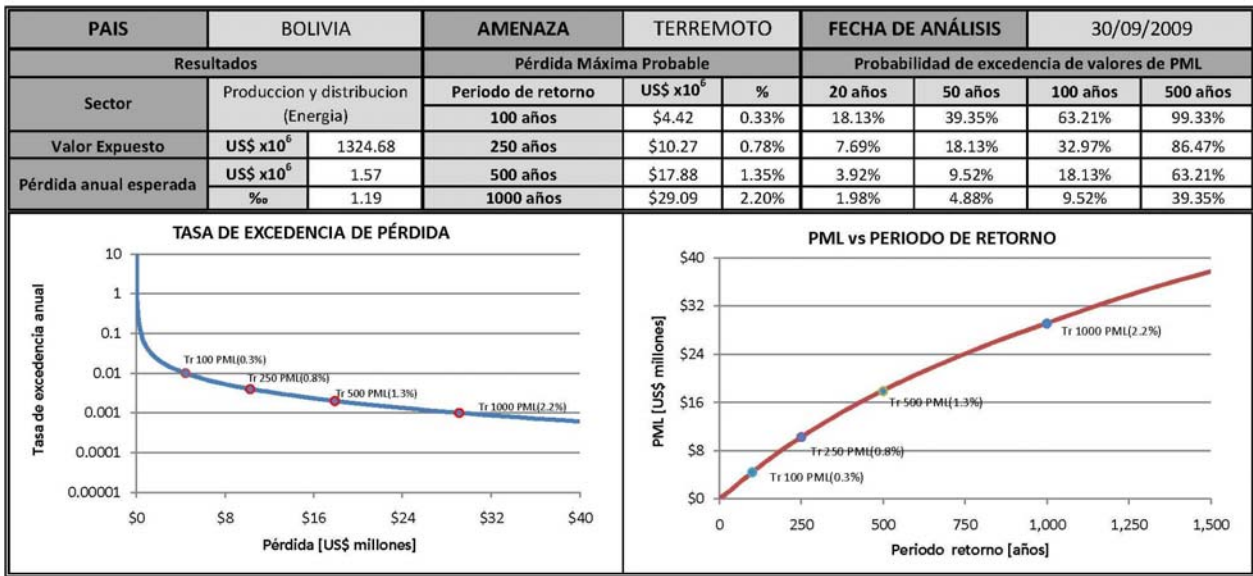 PAIS BOLIVIA AMENAZA TERREMOTO FECHA DE ANÁLISIS 30/09/2009
Resultados Pérdida Máxima Probable Probabilidad de excedencia de valores de PML
Sector Produccion y distribucion (Energia) Periodo de retorno US$ x10⁶ % 20 años 50 años 100 años 500 años
100 años $4.42 0.33% 18.13% 39.35% 63.21% 99.33%
Valor Expuesto US$ x10⁶ 1324.68 250 años $10.27 0.78% 7.69% 18.13% 32.97% 86.47%
Pérdida anual esperada US$ x10⁶ 1.57 500 años $17.88 1.35% 3.92% 9.52% 18.13% 63.21%
‰ 1.19 1000 años $29.09 2.20% 1.98% 4.88% 9.52% 39.35%
TASA DE EXCEDENCIA DE PÉRDIDA
Tasa de excedencia anual
10
1
0.1
0.01
0.001
0.0001
0.00001
Tr 100 PML(0.3%)
Tr 250 PML(0.8%)
Tr 500 PML(1.3%)
Tr 1000 PML(2.2%)
$0 $8 $16 $24 $32 $40
Pérdida [US$ millones]
PML vs PERIODO DE RETORNO
PML [US$ millones]
$40
$32
$24
$16
$8
$0
Tr 1000 PML(2.2%)
Tr 500 PML(1.3%)
Tr 250 PML(0.8%)
Tr 100 PML(0.3%)
0 250 500 750 1,000 1,250 1,500
Periodo retorno [años]